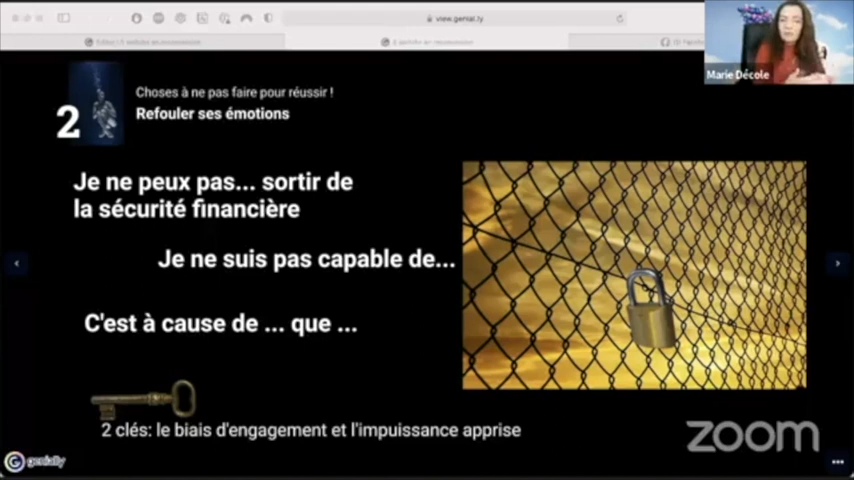 view.genial.ly
Marie Décole
2
Choses à ne pas faire pour réussir !
Refouler ses émotions
Je ne peux pas... sortir de
la sécurité financière
Je ne suis pas capable de...
C'est à cause de ... que ...
2 clés: le biais d'engagement et l'impuissance apprise
zoom
genially